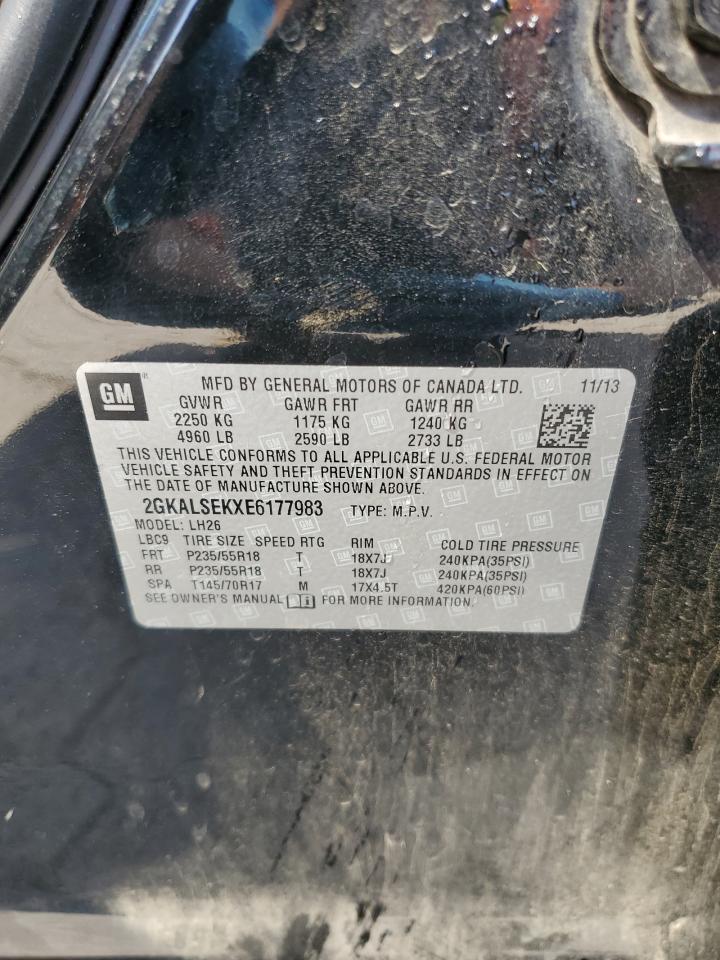 GM MFD BY GENERAL MOTORS OF CANADA LTD. 11/13
GVWR GAWR FRT GAWR RR
2250 KG 1175 KG 1240 KG
4960 LB 2590 LB 2733 LB
THIS VEHICLE CONFORMS TO ALL APPLICABLE U.S. FEDERAL MOTOR
VEHICLE SAFETY AND THEFT PREVENTION STANDARDS IN EFFECT ON
THE DATE OF MANUFACTURE SHOWN ABOVE.
2GKALSEKXE6177983 TYPE: M.P.V.
MODEL: LH26
LBC9 TIRE SIZE SPEED RTG RIM COLD TIRE PRESSURE
FRT P235/55R18 T 18X7J 240KPA(35PSI)
RR P235/55R18 T 18X7J 240KPA(35PSI)
SPA T145/70R17 M 17X4.5T 420KPA(60PSI)
SEE OWNER'S MANUAL FOR MORE INFORMATION.